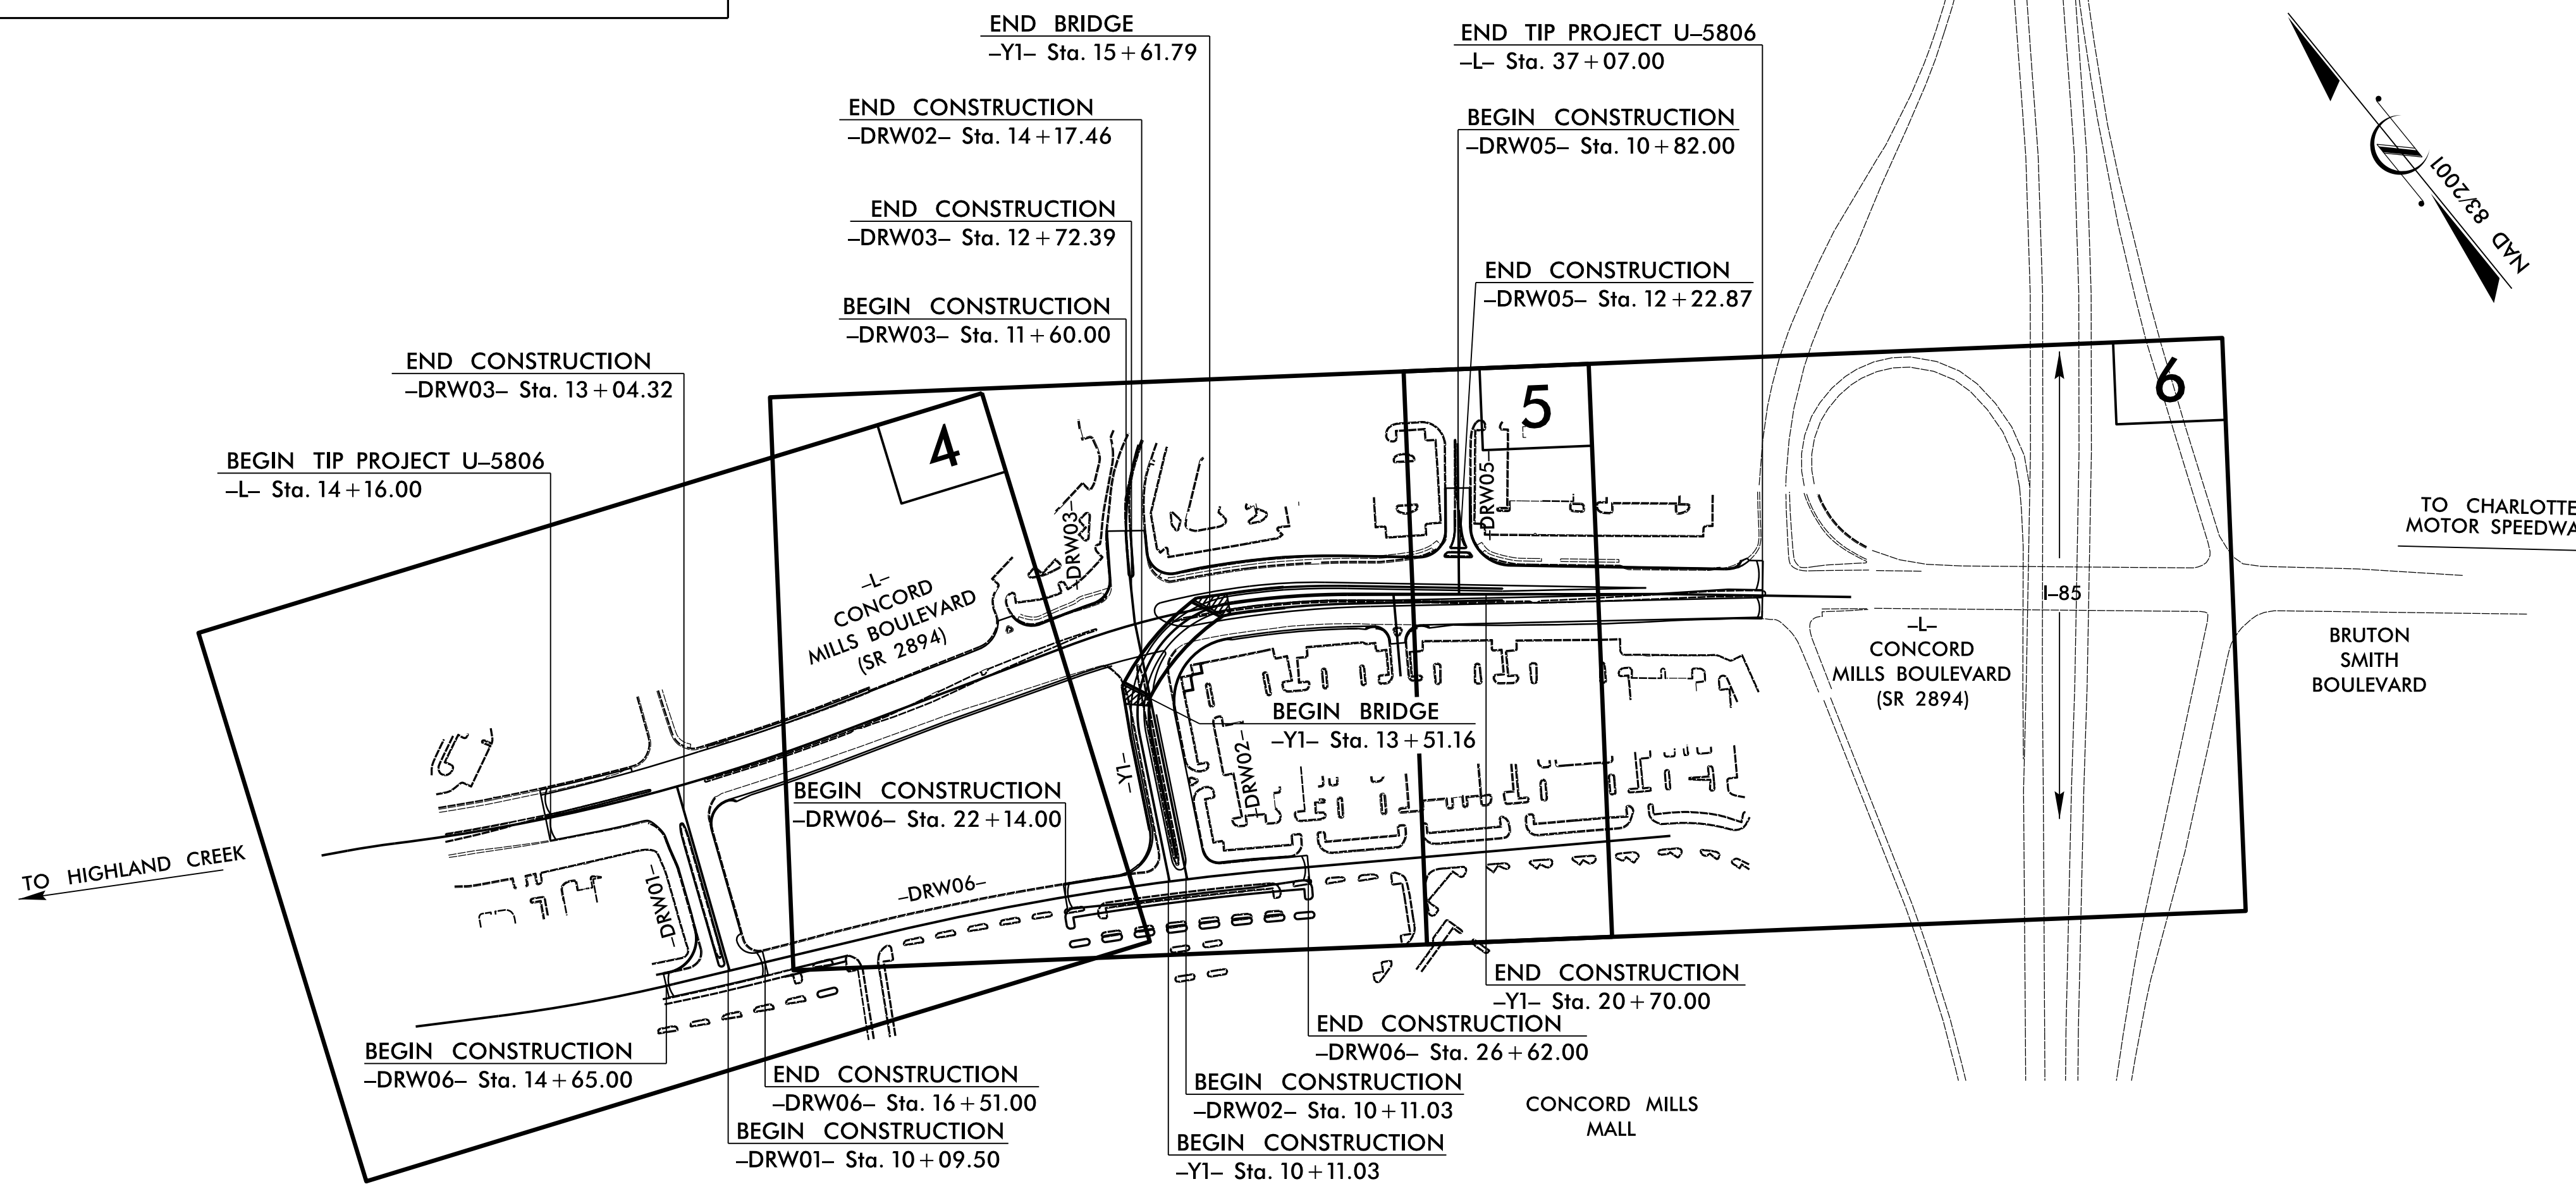 END BRIDGE
–Y1– Sta. 15+61.79
END TIP PROJECT U–5806
–L– Sta. 37+07.00
END CONSTRUCTION
–DRW02– Sta. 14+17.46
BEGIN CONSTRUCTION
–DRW05– Sta. 10+82.00
END CONSTRUCTION
–DRW03– Sta. 12+72.39
END CONSTRUCTION
–DRW05– Sta. 12+22.87
BEGIN CONSTRUCTION
–DRW03– Sta. 11+60.00
NAD 83/2001
END CONSTRUCTION
–DRW03– Sta. 13+04.32
BEGIN TIP PROJECT U–5806
–L– Sta. 14+16.00
4
5
6
–DRW03–
–DRW05–
TO CHARLOTTE
MOTOR SPEEDWA
–L–
CONCORD
MILLS BOULEVARD
(SR 2894)
I–85
–L–
CONCORD
MILLS BOULEVARD
(SR 2894)
BRUTON
SMITH
BOULEVARD
BEGIN BRIDGE
–Y1– Sta. 13+51.16
–Y1–
–DRW02–
BEGIN CONSTRUCTION
–DRW06– Sta. 22+14.00
TO HIGHLAND CREEK
–DRW01–
–DRW06–
END CONSTRUCTION
–Y1– Sta. 20+70.00
END CONSTRUCTION
–DRW06– Sta. 26+62.00
BEGIN CONSTRUCTION
–DRW06– Sta. 14+65.00
END CONSTRUCTION
–DRW06– Sta. 16+51.00
BEGIN CONSTRUCTION
–DRW02– Sta. 10+11.03
CONCORD MILLS
MALL
BEGIN CONSTRUCTION
–DRW01– Sta. 10+09.50
BEGIN CONSTRUCTION
–Y1– Sta. 10+11.03